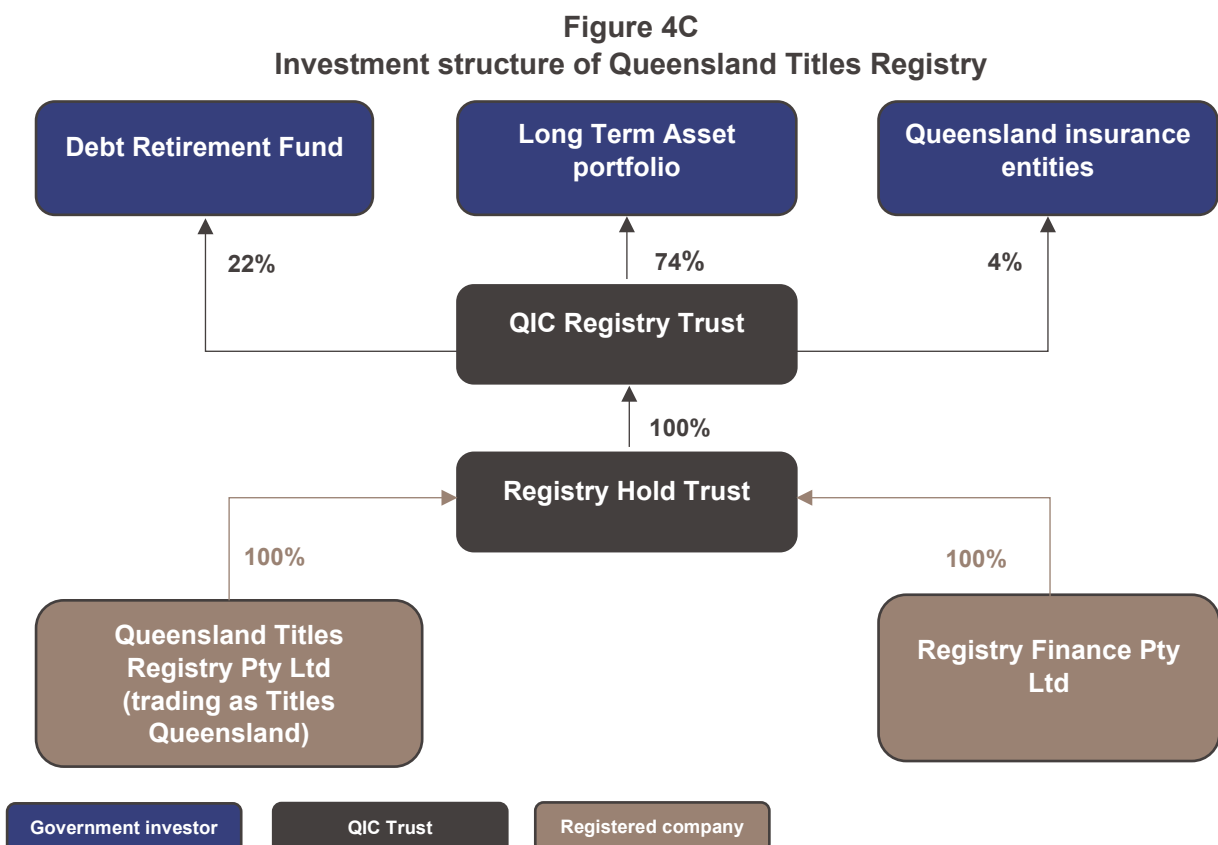 Figure 4C
Investment structure of Queensland Titles Registry
Debt Retirement Fund
Long Term Asset
portfolio
Queensland insurance
entities
22%
74%
4%
QIC Registry Trust
100%
Registry Hold Trust
100%
100%
Queensland Titles
Registry Pty Ltd
(trading as Titles
Queensland)
Registry Finance Pty
Ltd
Government investor
QIC Trust
Registered company